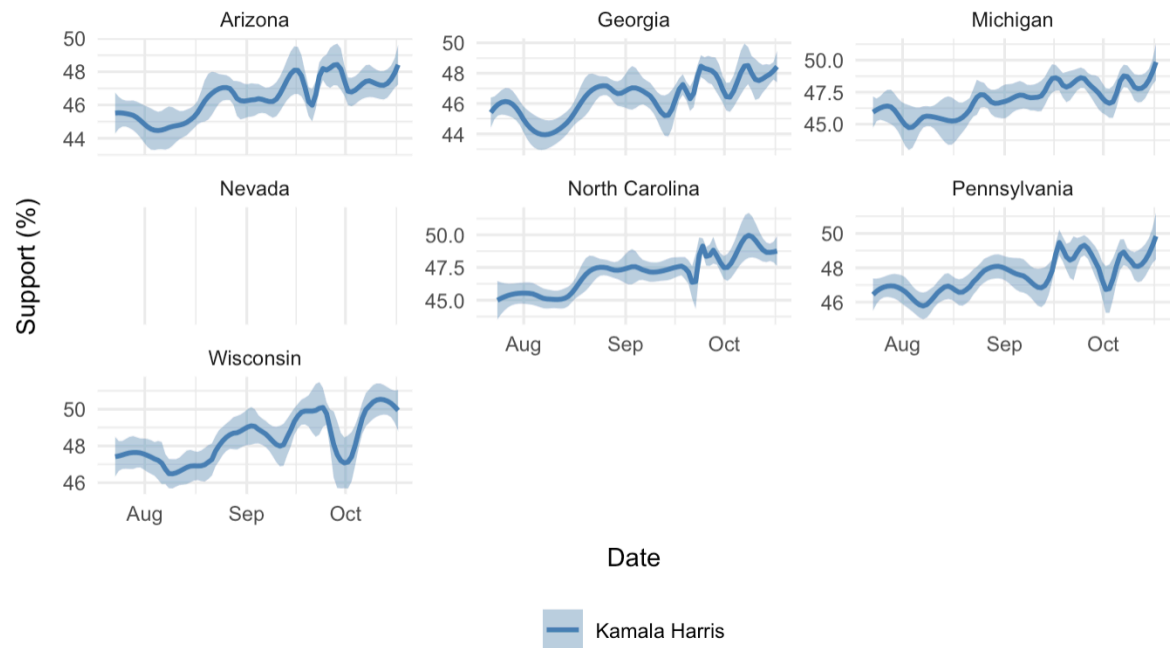 Arizona
Georgia
Michigan
50
48
46
44
50
48
46
44
50.0
47.5
45.0
Nevada
North Carolina
Pennsylvania
Support (%)
50.0
47.5
45.0
Aug Sep Oct
50
48
46
Aug Sep Oct
Wisconsin
50
48
46
Aug Sep Oct
Date
Kamala Harris